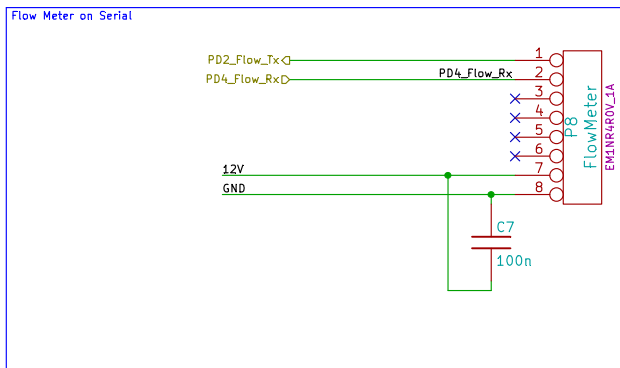 Flow Meter on Serial
PD2_Flow_Tx
1
PD4_Flow_Rx
PD4_Flow_Rx
2
3
4
5
6
12V
7
GND
8
P8
FlowMeter
EM1NR4R0V_1A
C7
100n